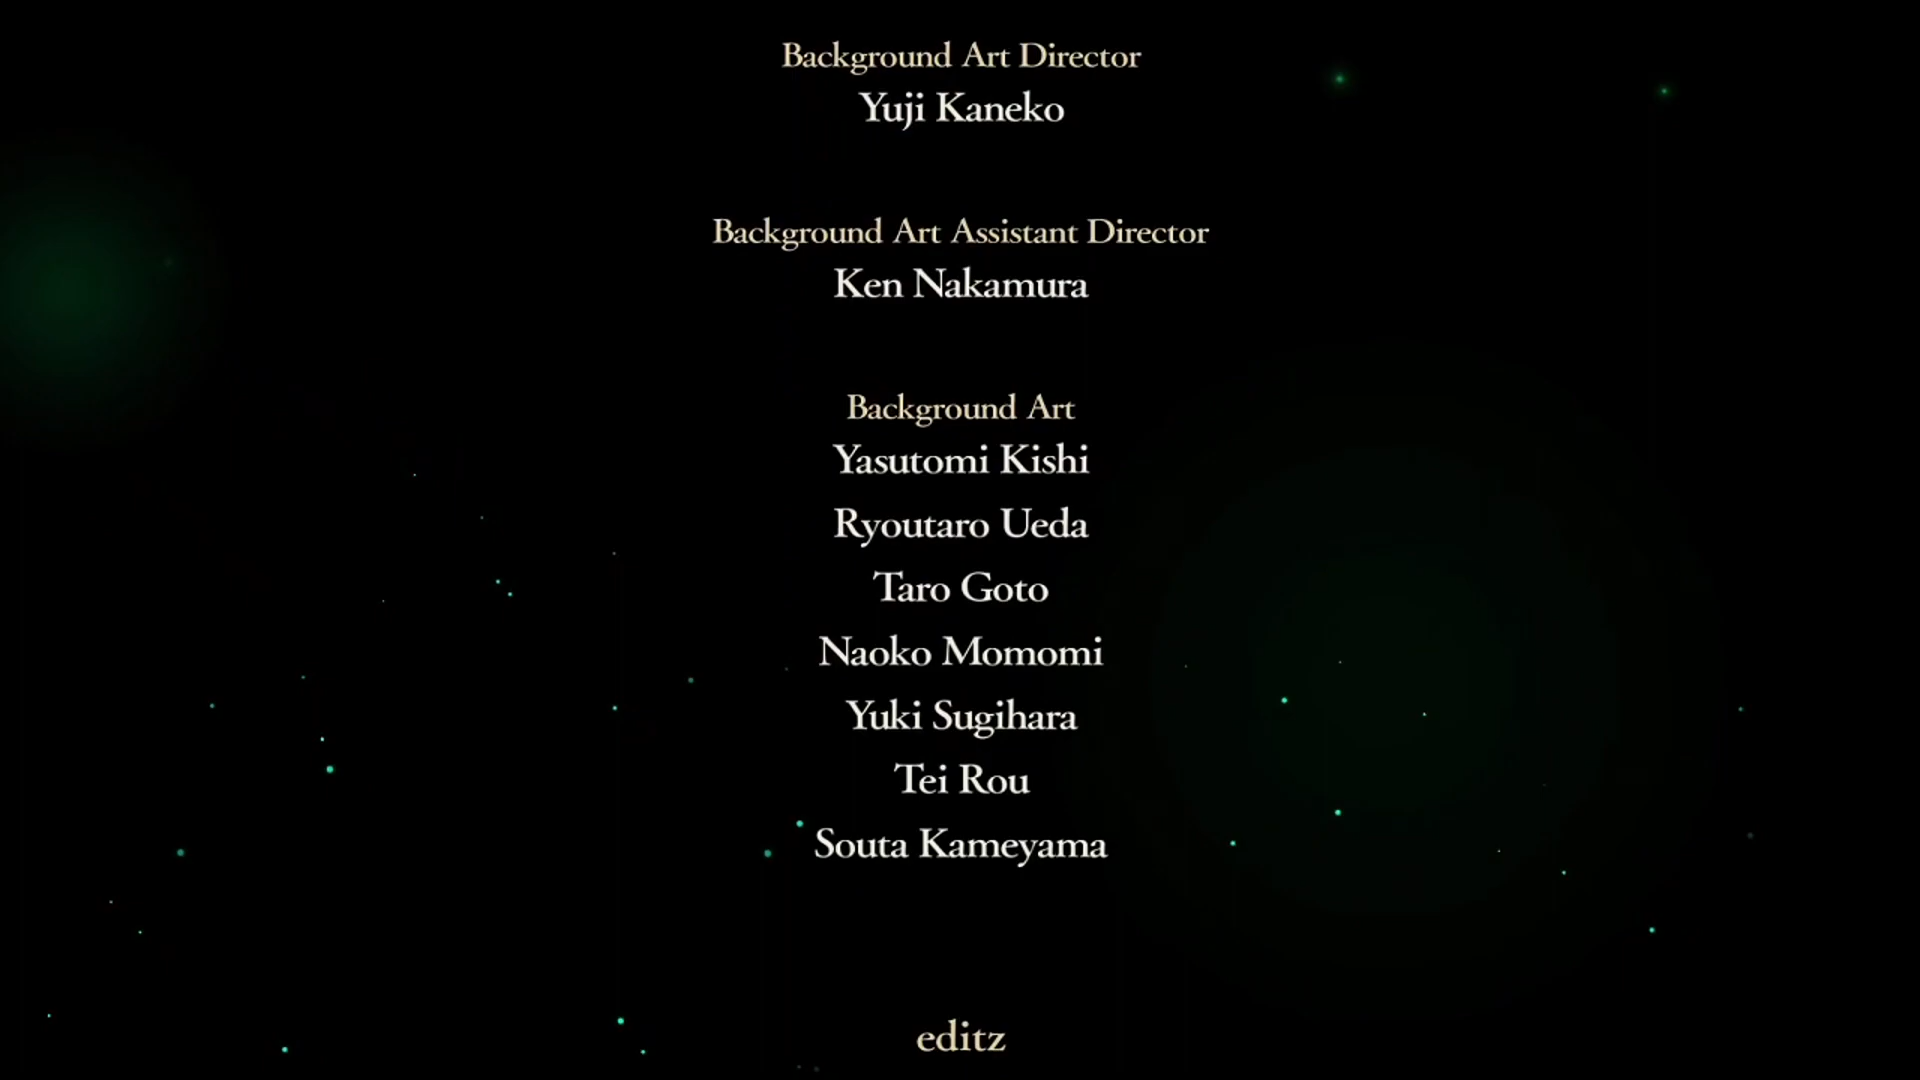 Background Art Director
Yuji Kaneko
Background Art Assistant Director
Ken Nakamura
Background Art
Yasutomi Kishi
Ryoutaro Ueda
Taro Goto
Naoko Momomi
Yuki Sugihara
Tei Rou
Souta Kameyama
editz